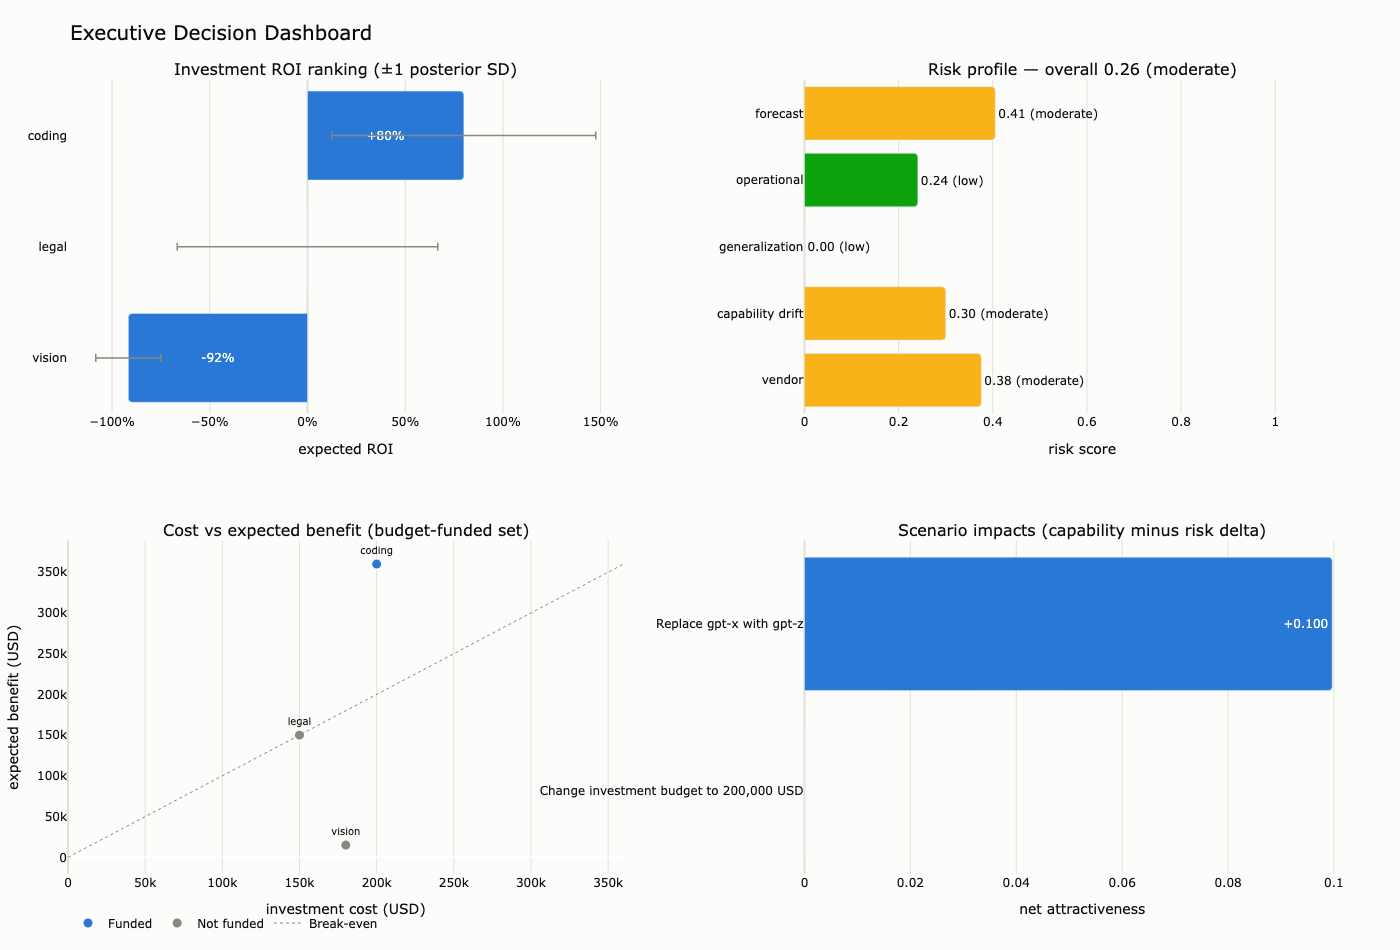 Executive Decision Dashboard
Investment ROI ranking (±1 posterior SD)
coding
+80%
legal
vision
-92%
−100%
−50%
0%
50%
100%
150%
expected ROI
Risk profile — overall 0.26 (moderate)
forecast
0.41 (moderate)
operational
0.24 (low)
generalization
0.00 (low)
capability drift
0.30 (moderate)
vendor
0.38 (moderate)
0
0.2
0.4
0.6
0.8
1
risk score
Cost vs expected benefit (budget-funded set)
expected benefit (USD)
350k
300k
250k
200k
150k
100k
50k
0
coding
legal
vision
0
50k
100k
150k
200k
250k
300k
350k
investment cost (USD)
Funded
Not funded
Break-even
Scenario impacts (capability minus risk delta)
Replace gpt-x with gpt-z
+0.100
Change investment budget to 200,000 USD
0
0.02
0.04
0.06
0.08
0.1
net attractiveness